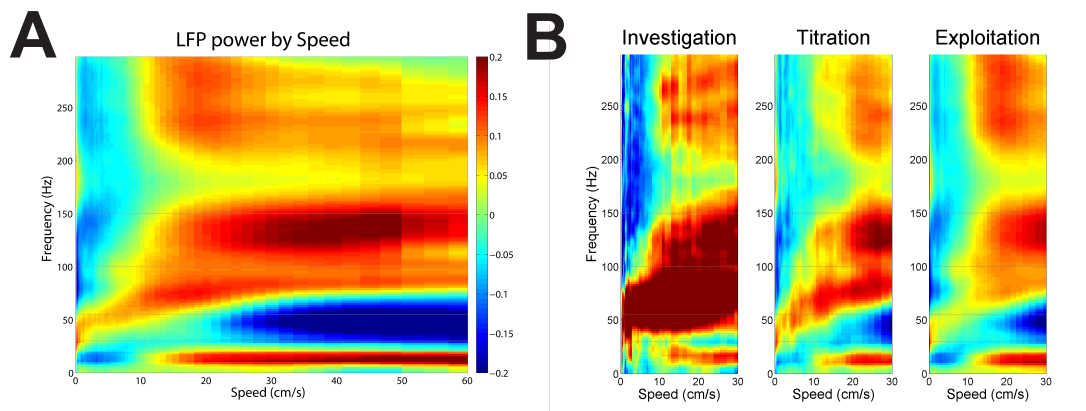 A
LFP power by Speed
Frequency (Hz)
250
200
150
100
50
0
0 10 20 30 40 50 60
Speed (cm/s)
0.2
0.15
0.1
0.05
0
−0.05
−0.1
−0.15
−0.2
B
Investigation
Frequency (Hz)
250
200
150
100
50
0
0 10 20 30
Speed (cm/s)
Titration
250
200
150
100
50
0
0 10 20 30
Speed (cm/s)
Exploitation
250
200
150
100
50
0
0 10 20 30
Speed (cm/s)